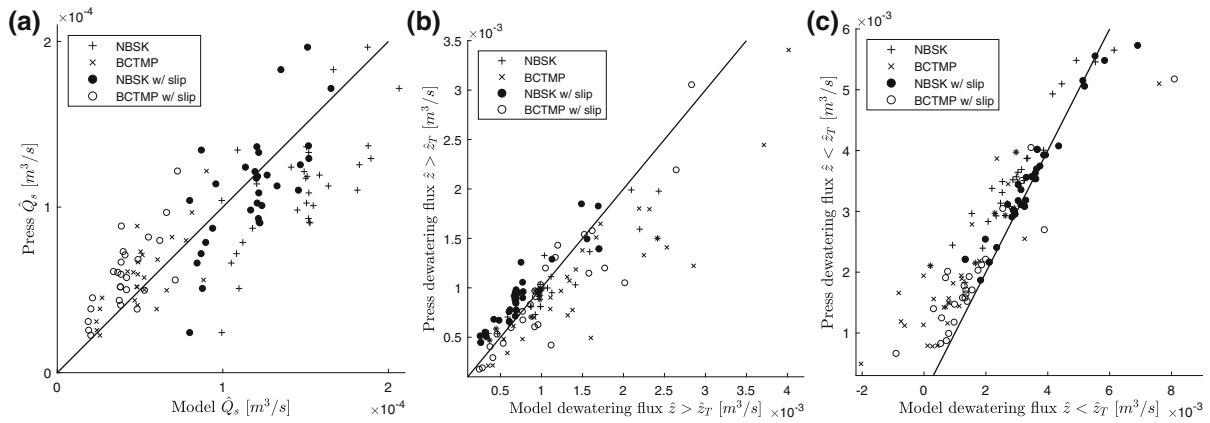 (a)
×10⁻⁴
2
1
0
Press Q̂ₛ [m³/s]
NBSK
BCTMP
NBSK w/ slip
BCTMP w/ slip
0
1
2
Model Q̂ₛ [m³/s]
×10⁻⁴
(b)
×10⁻³
3.5
3
2.5
2
1.5
1
0.5
Press dewatering flux ẑ > ẑ_T [m³/s]
NBSK
BCTMP
NBSK w/ slip
BCTMP w/ slip
0.5
1
1.5
2
2.5
3
3.5
4
Model dewatering flux ẑ > ẑ_T [m³/s]
×10⁻³
(c)
×10⁻³
6
5
4
3
2
1
Press dewatering flux ẑ < ẑ_T [m³/s]
NBSK
BCTMP
NBSK w/ slip
BCTMP w/ slip
-2
0
2
4
6
8
Model dewatering flux ẑ < ẑ_T [m³/s]
×10⁻³